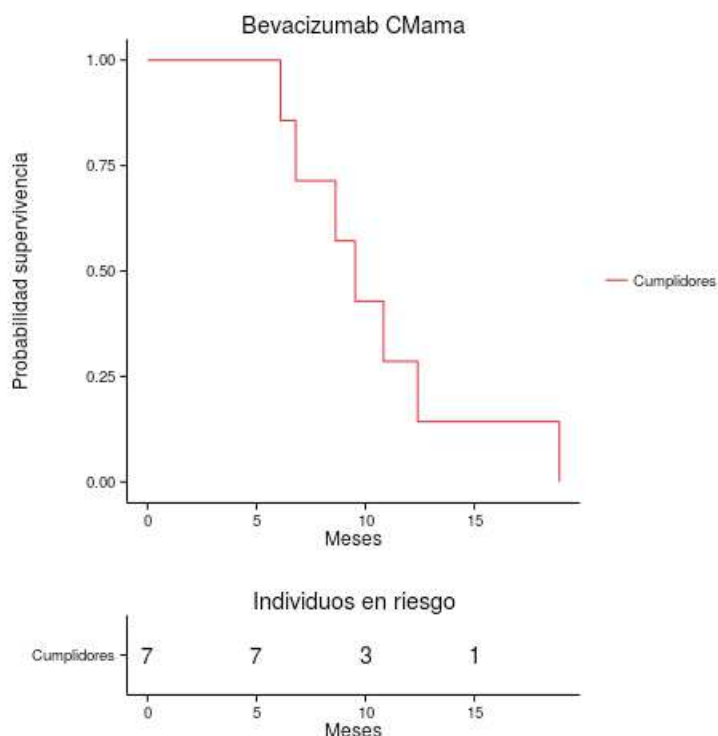 Bevacizumab CMama
Probabilidad supervivencia
1.00
0.75
0.50
0.25
0.00
0 5 10 15
Meses
Cumplidores
Individuos en riesgo
Cumplidores 7 7 3 1
0 5 10 15
Meses